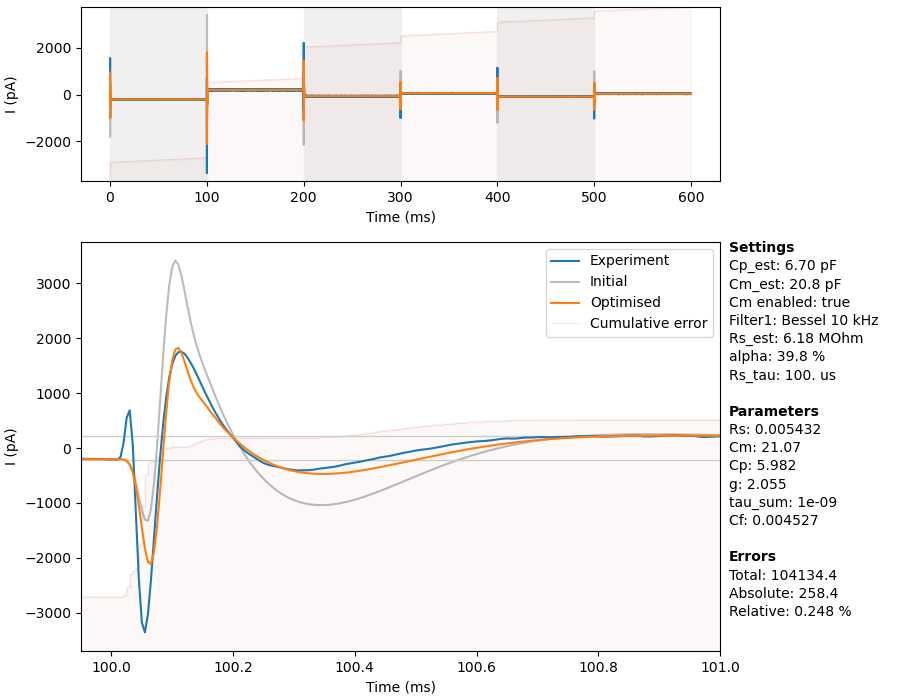 2000
0
−2000
I (pA)
0 100 200 300 400 500 600
Time (ms)
3000
2000
1000
0
−1000
−2000
−3000
I (pA)
Experiment
Initial
Optimised
Cumulative error
100.0 100.2 100.4 100.6 100.8 101.0
Time (ms)
Settings
Cp_est: 6.70 pF
Cm_est: 20.8 pF
Cm enabled: true
Filter1: Bessel 10 kHz
Rs_est: 6.18 MOhm
alpha: 39.8 %
Rs_tau: 100. us
Parameters
Rs: 0.005432
Cm: 21.07
Cp: 5.982
g: 2.055
tau_sum: 1e-09
Cf: 0.004527
Errors
Total: 104134.4
Absolute: 258.4
Relative: 0.248 %